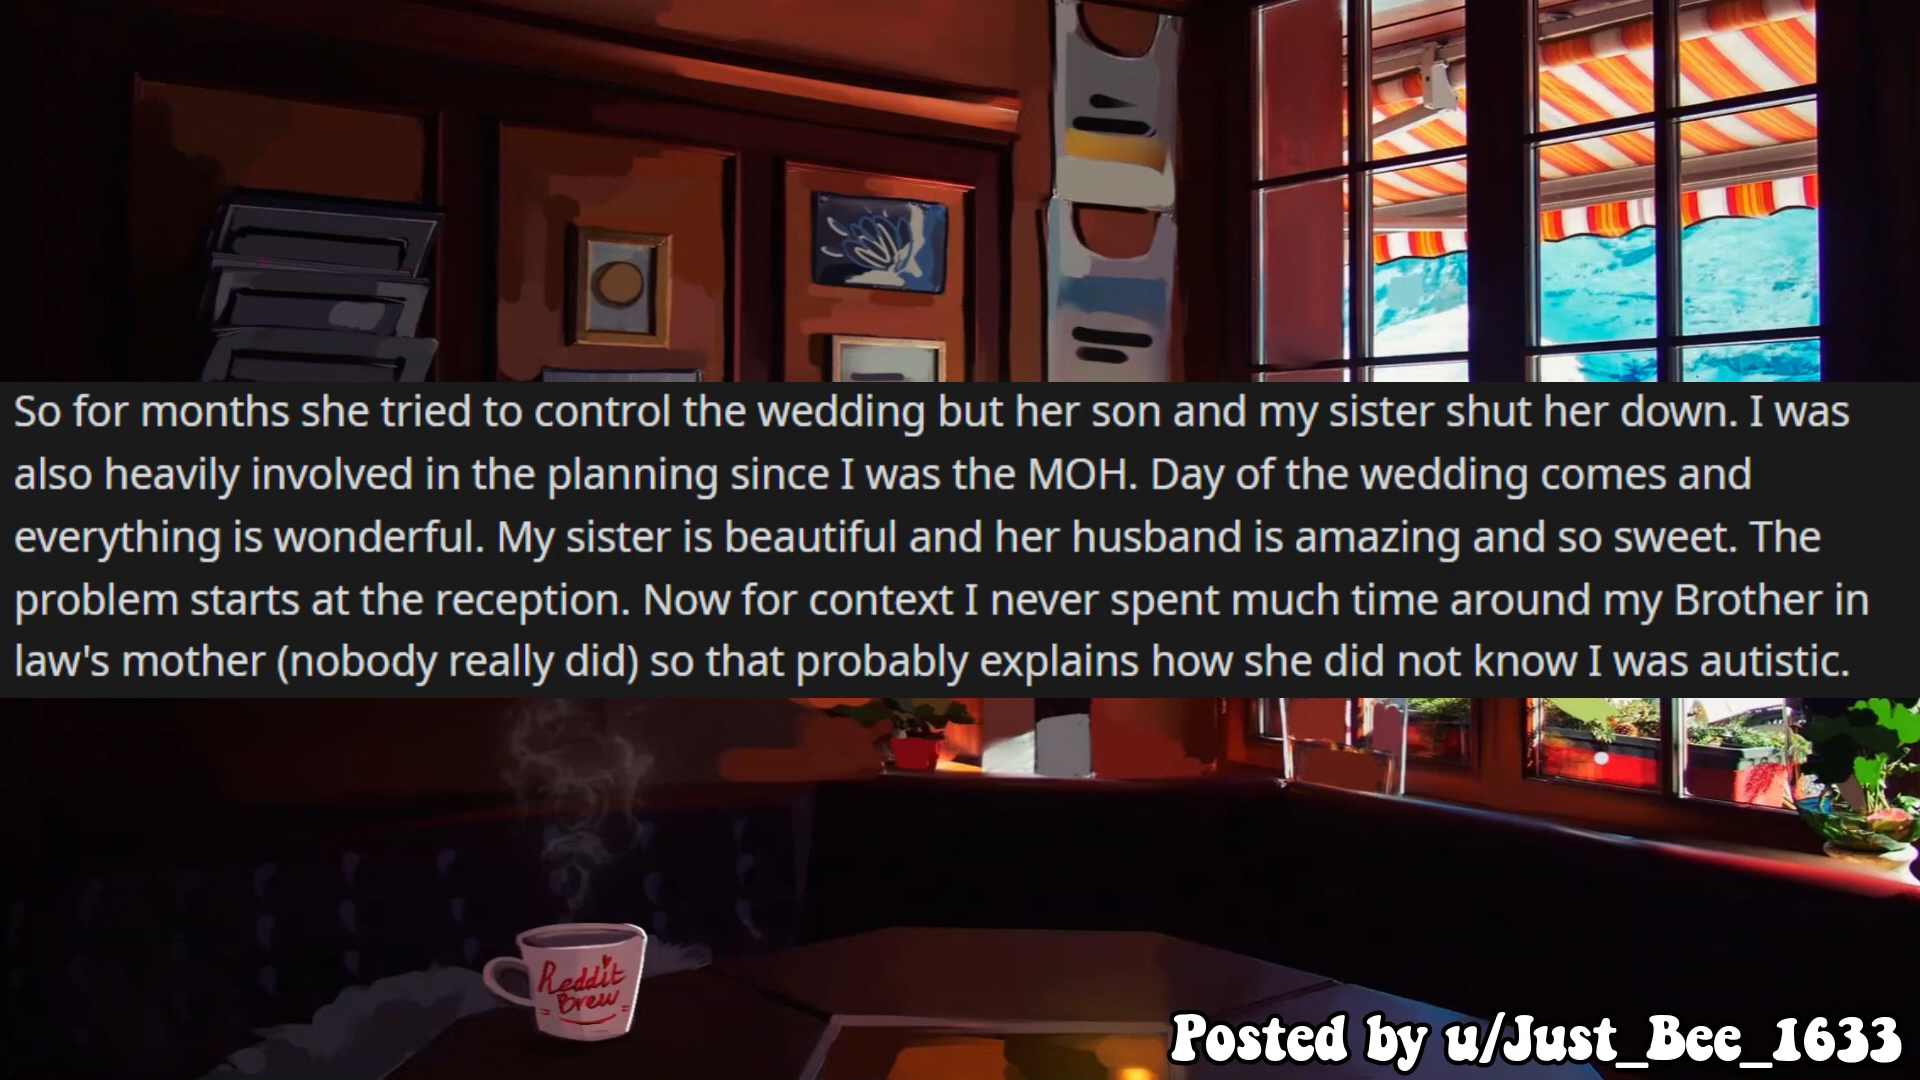 So for months she tried to control the wedding but her son and my sister shut her down. I was
also heavily involved in the planning since I was the MOH. Day of the wedding comes and
everything is wonderful. My sister is beautiful and her husband is amazing and so sweet. The
problem starts at the reception. Now for context I never spent much time around my Brother in
law's mother (nobody really did) so that probably explains how she did not know I was autistic.
Reddit
Brew
Posted by u/Just_Bee_1633